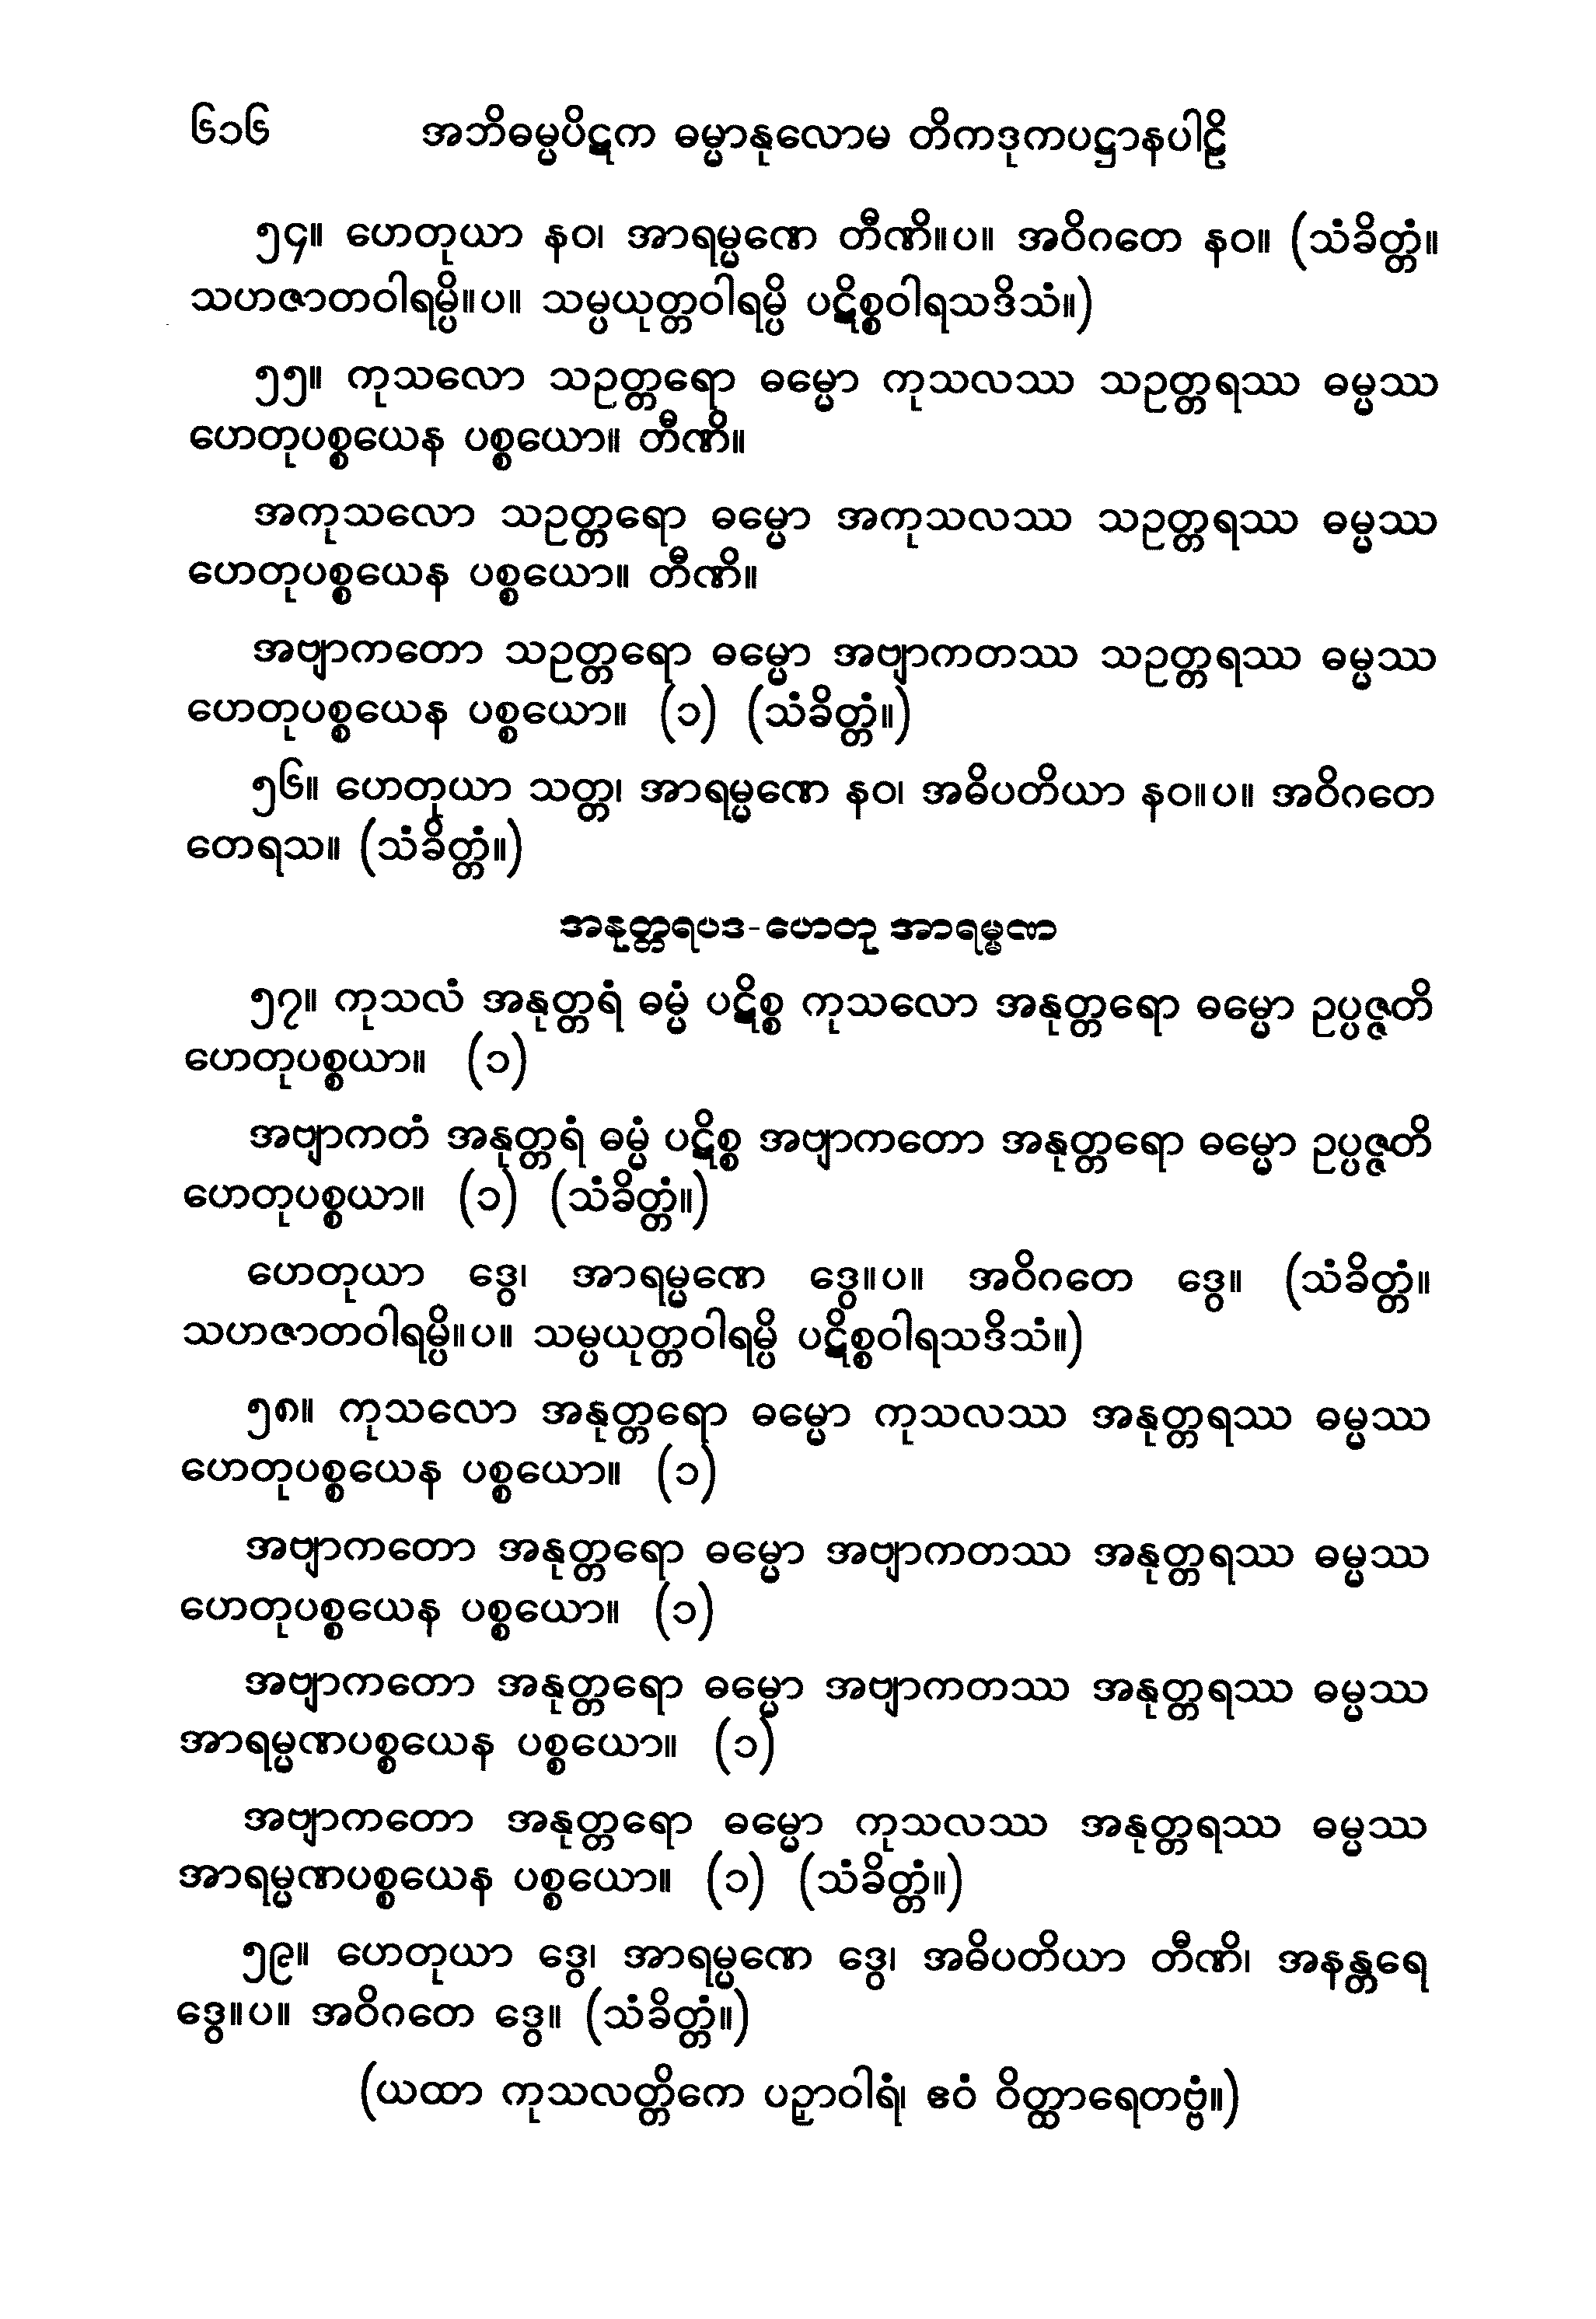 ၆၁၆ အဘိဓမ္မပိဋက ဓမ္မာနုလောမ တိကဒုကပဋ္ဌာနပါဠိ
၅၄။ ဟေတုယာ နဝ၊ အာရမ္မဏေ တီဏိ။ပ။ အဝိဂတေ နဝ။ (သံခိတ္တံ။
သဟဇာတဝါရမ္ပိ။ပ။ သမ္ပယုတ္တဝါရမ္ပိ ပဋိစ္စဝါရသဒိသံ။)
၅၅။ ကုသလော သဥတ္တရော ဓမ္မော ကုသလဿ သဥတ္တရဿ ဓမ္မဿ
ဟေတုပစ္စယေန ပစ္စယော။ တီဏိ။
အကုသလော သဥတ္တရော ဓမ္မော အကုသလဿ သဥတ္တရဿ ဓမ္မဿ
ဟေတုပစ္စယေန ပစ္စယော။ တီဏိ။
အဗျာကတော သဥတ္တရော ဓမ္မော အဗျာကတဿ သဥတ္တရဿ ဓမ္မဿ
ဟေတုပစ္စယေန ပစ္စယော။ (၁) (သံခိတ္တံ။)
၅၆။ ဟေတုယာ သတ္တ၊ အာရမ္မဏေ နဝ၊ အဓိပတိယာ နဝ။ပ။ အဝိဂတေ
တေရသ။ (သံခိတ္တံ။)
အနုတ္တရပဒ-ဟေတု အာရမ္မဏ
၅၇။ ကုသလံ အနုတ္တရံ ဓမ္မံ ပဋိစ္စ ကုသလော အနုတ္တရော ဓမ္မော ဥပ္ပဇ္ဇတိ
ဟေတုပစ္စယာ။ (၁)
အဗျာကတံ အနုတ္တရံ ဓမ္မံ ပဋိစ္စ အဗျာကတော အနုတ္တရော ဓမ္မော ဥပ္ပဇ္ဇတိ
ဟေတုပစ္စယာ။ (၁) (သံခိတ္တံ။)
ဟေတုယာ ဒွေ၊ အာရမ္မဏေ ဒွေ။ပ။ အဝိဂတေ ဒွေ။ (သံခိတ္တံ။
သဟဇာတဝါရမ္ပိ။ပ။ သမ္ပယုတ္တဝါရမ္ပိ ပဋိစ္စဝါရသဒိသံ။)
၅၈။ ကုသလော အနုတ္တရော ဓမ္မော ကုသလဿ အနုတ္တရဿ ဓမ္မဿ
ဟေတုပစ္စယေန ပစ္စယော။ (၁)
အဗျာကတော အနုတ္တရော ဓမ္မော အဗျာကတဿ အနုတ္တရဿ ဓမ္မဿ
ဟေတုပစ္စယေန ပစ္စယော။ (၁)
အဗျာကတော အနုတ္တရော ဓမ္မော အဗျာကတဿ အနုတ္တရဿ ဓမ္မဿ
အာရမ္မဏပစ္စယေန ပစ္စယော။ (၁)
အဗျာကတော အနုတ္တရော ဓမ္မော ကုသလဿ အနုတ္တရဿ ဓမ္မဿ
အာရမ္မဏပစ္စယေန ပစ္စယော။ (၁) (သံခိတ္တံ။)
၅၉။ ဟေတုယာ ဒွေ၊ အာရမ္မဏေ ဒွေ၊ အဓိပတိယာ တီဏိ၊ အနန္တရေ
ဒွေ။ပ။ အဝိဂတေ ဒွေ။ (သံခိတ္တံ။)
(ယထာ ကုသလတ္တိကေ ပဉှာဝါရံ၊ ဧဝံ ဝိတ္ထာရေတဗ္ဗံ။)